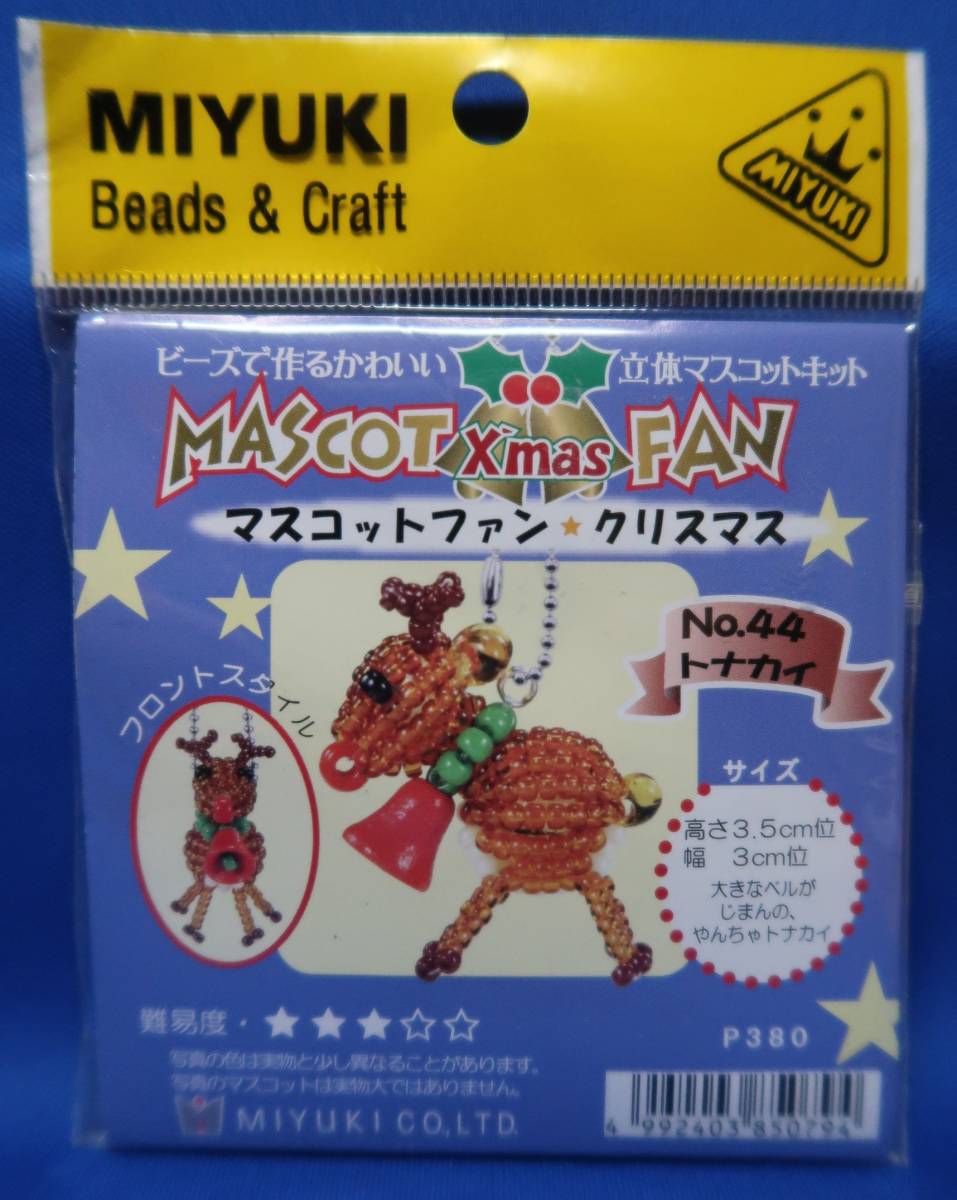 MIYUKI
Beads & Craft
MIYUKI
ビーズで作るかわいい 立体マスコットキット
MASCOT X'mas FAN
マスコットファン★クリスマス
No.44
トナカイ
フロントスタイル
サイズ
高さ3.5cm位
幅 3cm位
大きなベルが
じまんの、
やんちゃトナカイ
難易度・★★★☆☆
P380
写真の色は実物と少し異なることがあります。
写真のマスコットは実物大ではありません。
MIYUKI CO.,LTD.
4 992403 850794